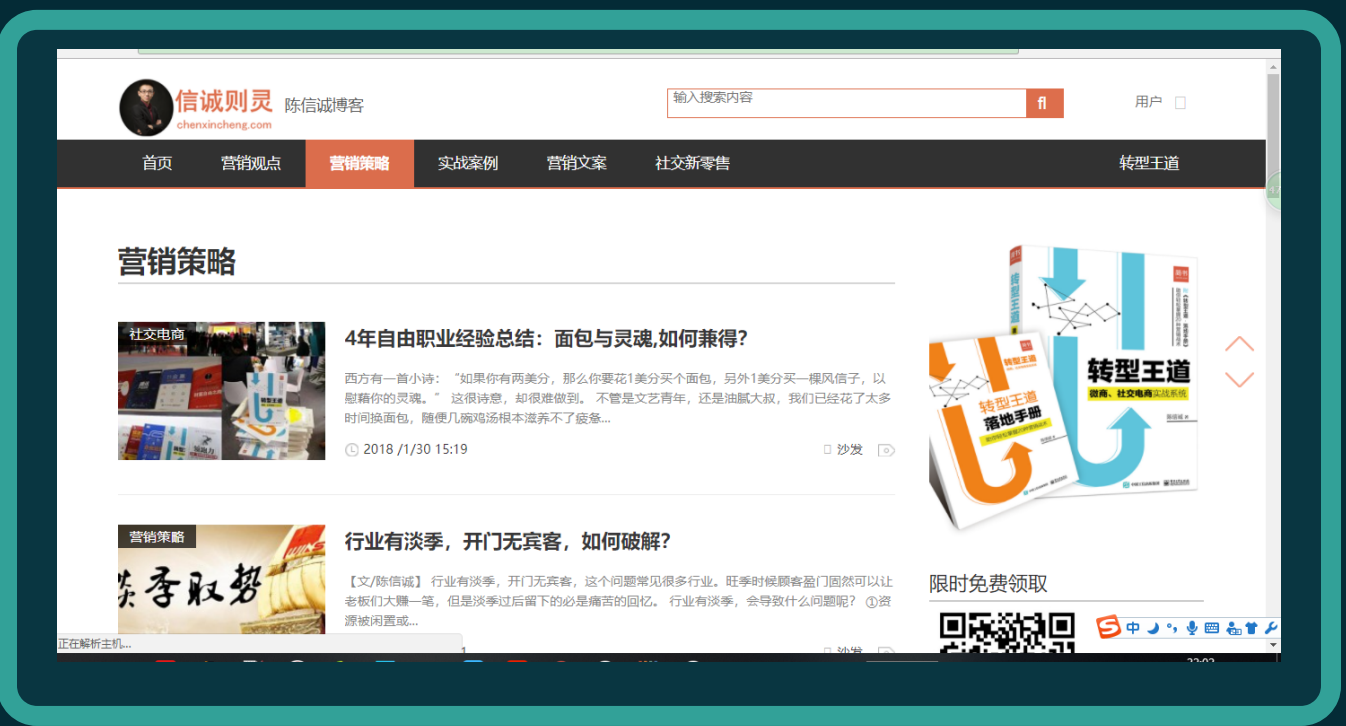 信诚则灵
chenxincheng.com
陈信诚博客
输入搜索内容
用户
首页 营销观点 营销策略 实战案例 营销文案 社交新零售 转型王道
营销策略
社交电商
4年自由职业经验总结：面包与灵魂,如何兼得？
西方有一首小诗： “如果你有两美分，那么你要花1美分买个面包，另外1美分买一棵风信子，以
慰藉你的灵魂。” 这很诗意，却很难做到。 不管是文艺青年，还是油腻大叔，我们已经花了太多
时间换面包，随便几碗鸡汤根本滋养不了疲惫...
2018 /1/30 15:19
沙发
转型王道
转型王道
微商、社交电商实战系统
转型王道
转型王道
落地手册
营销策略
淡季取势
行业有淡季，开门无宾客，如何破解？
【文/陈信诚】 行业有淡季，开门无宾客，这个问题常见很多行业。旺季时候顾客盈门固然可以让
老板们大赚一笔，但是淡季过后留下的必是痛苦的回忆。 行业有淡季，会导致什么问题呢？ ①资
源被闲置或...
沙发
限时免费领取
中
正在解析主机...
22:02